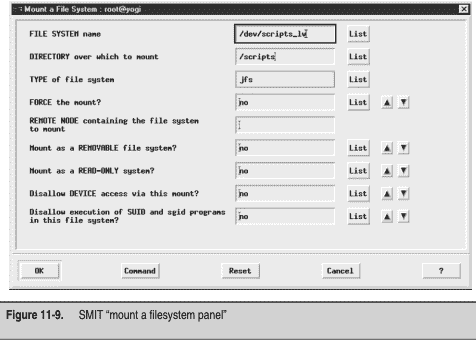 Mount a File System : root@yogi
FILE SYSTEM name /dev/scripts_lv List
DIRECTORY over which to mount /scripts List
TYPE of file system jfs List
FORCE the mount? no List
REMOTE NODE containing the file system
to mount
Mount as a REMOVABLE file system? no List
Mount as a READ-ONLY system? no List
Disallow DEVICE access via this mount? no List
Disallow execution of SUID and sgid programs
in this file system? no List
OK Command Reset Cancel ?
Figure 11-9. SMIT “mount a filesystem panel”